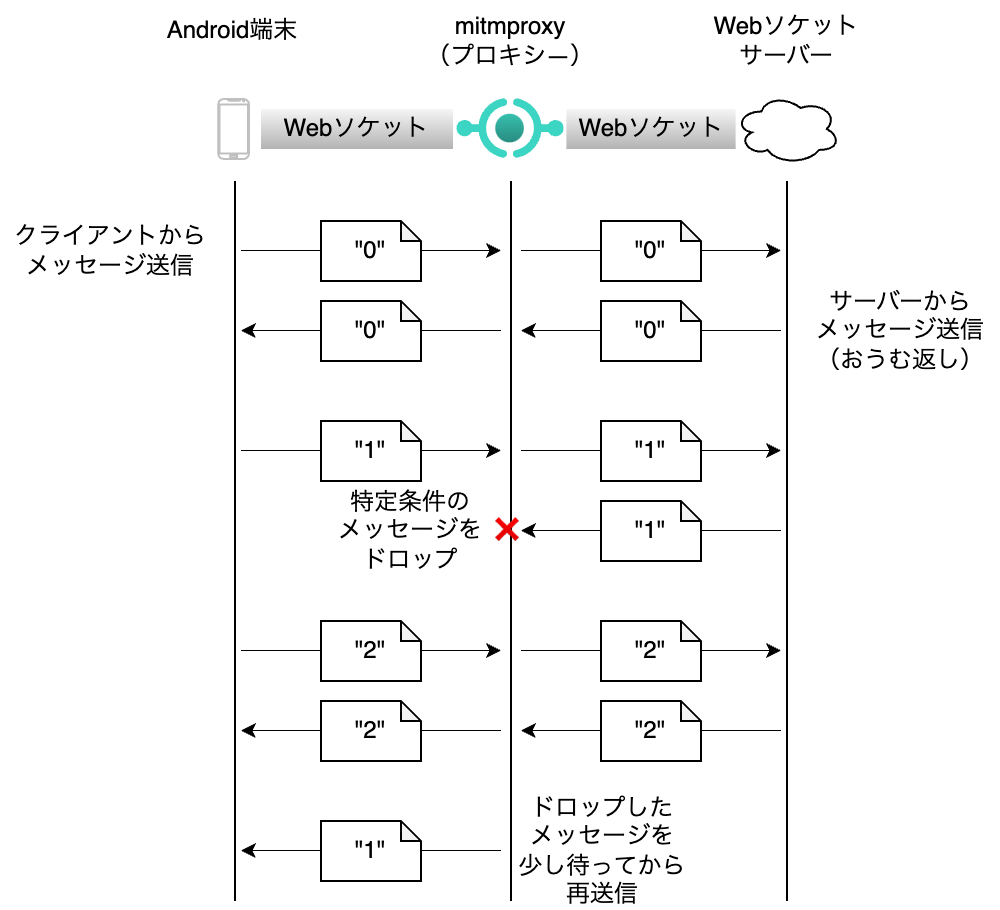 Android端末
mitmproxy
（プロキシー）
Webソケット
サーバー
Webソケット
Webソケット
クライアントから
メッセージ送信
"0"
"0"
"0"
"0"
サーバーから
メッセージ送信
（おうむ返し）
"1"
"1"
特定条件の
メッセージを
ドロップ
"1"
"2"
"2"
"2"
"2"
ドロップした
メッセージを
少し待ってから
再送信
"1"